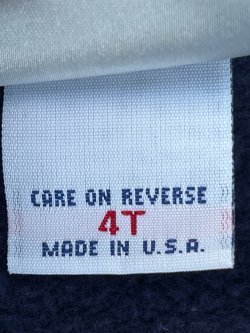 CARE ON REVERSE
4T
MADE IN U.S.A.